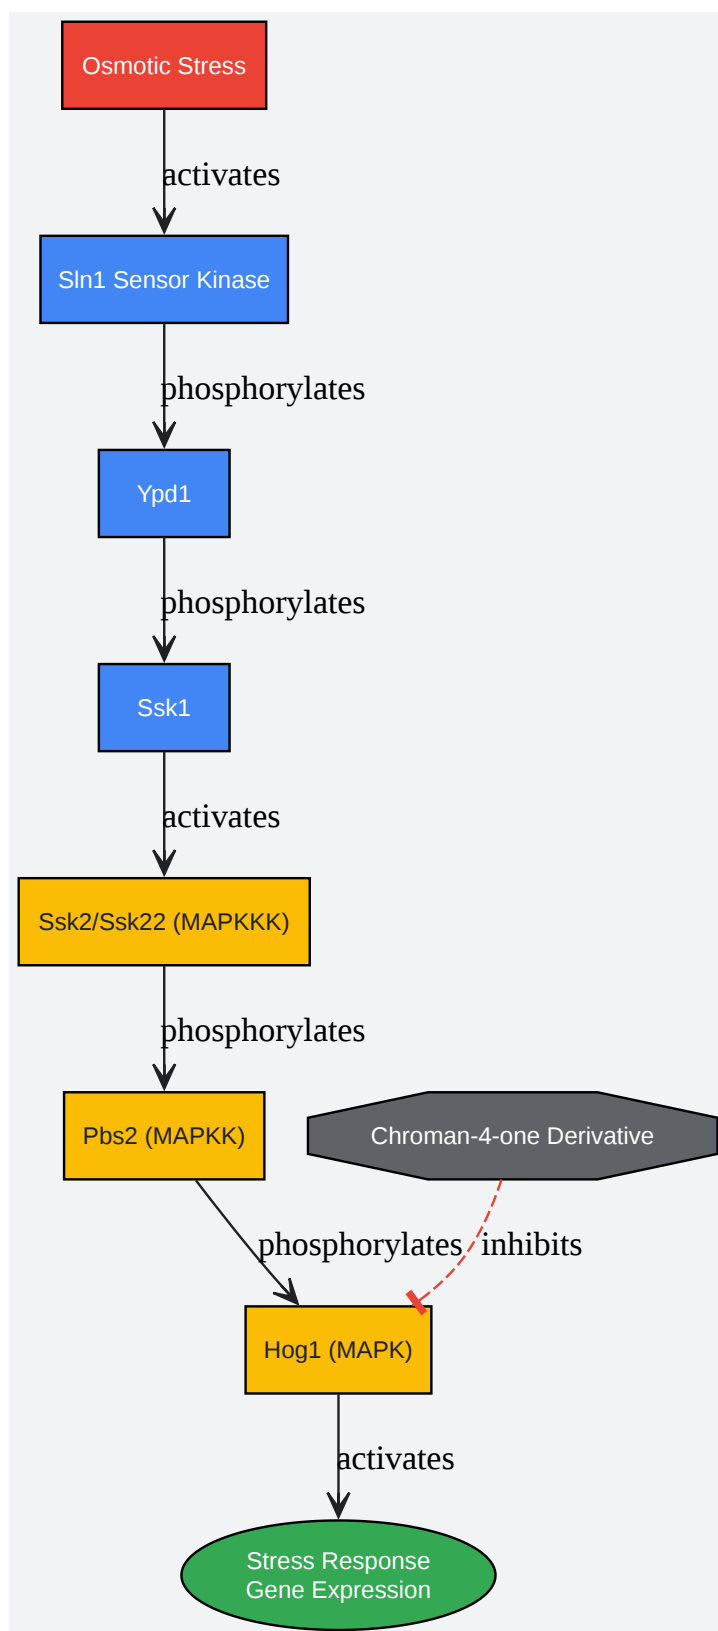 Osmotic Stress
activates
Sln1 Sensor Kinase
phosphorylates
Ypd1
phosphorylates
Ssk1
activates
Ssk2/Ssk22 (MAPKKK)
phosphorylates
Pbs2 (MAPKK)
Chroman-4-one Derivative
phosphorylates
inhibits
Hog1 (MAPK)
activates
Stress Response
Gene Expression